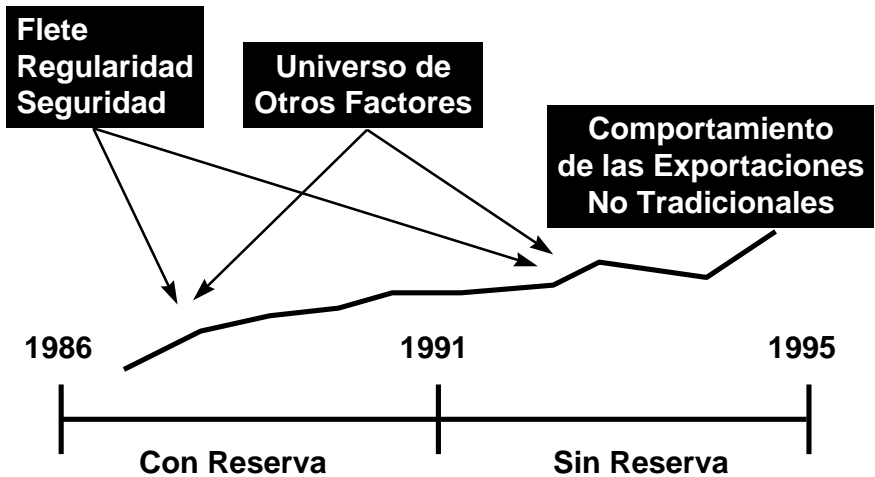 Flete
Regularidad
Seguridad
Universo de
Otros Factores
Comportamiento
de las Exportaciones
No Tradicionales
1986
1991
1995
Con Reserva
Sin Reserva